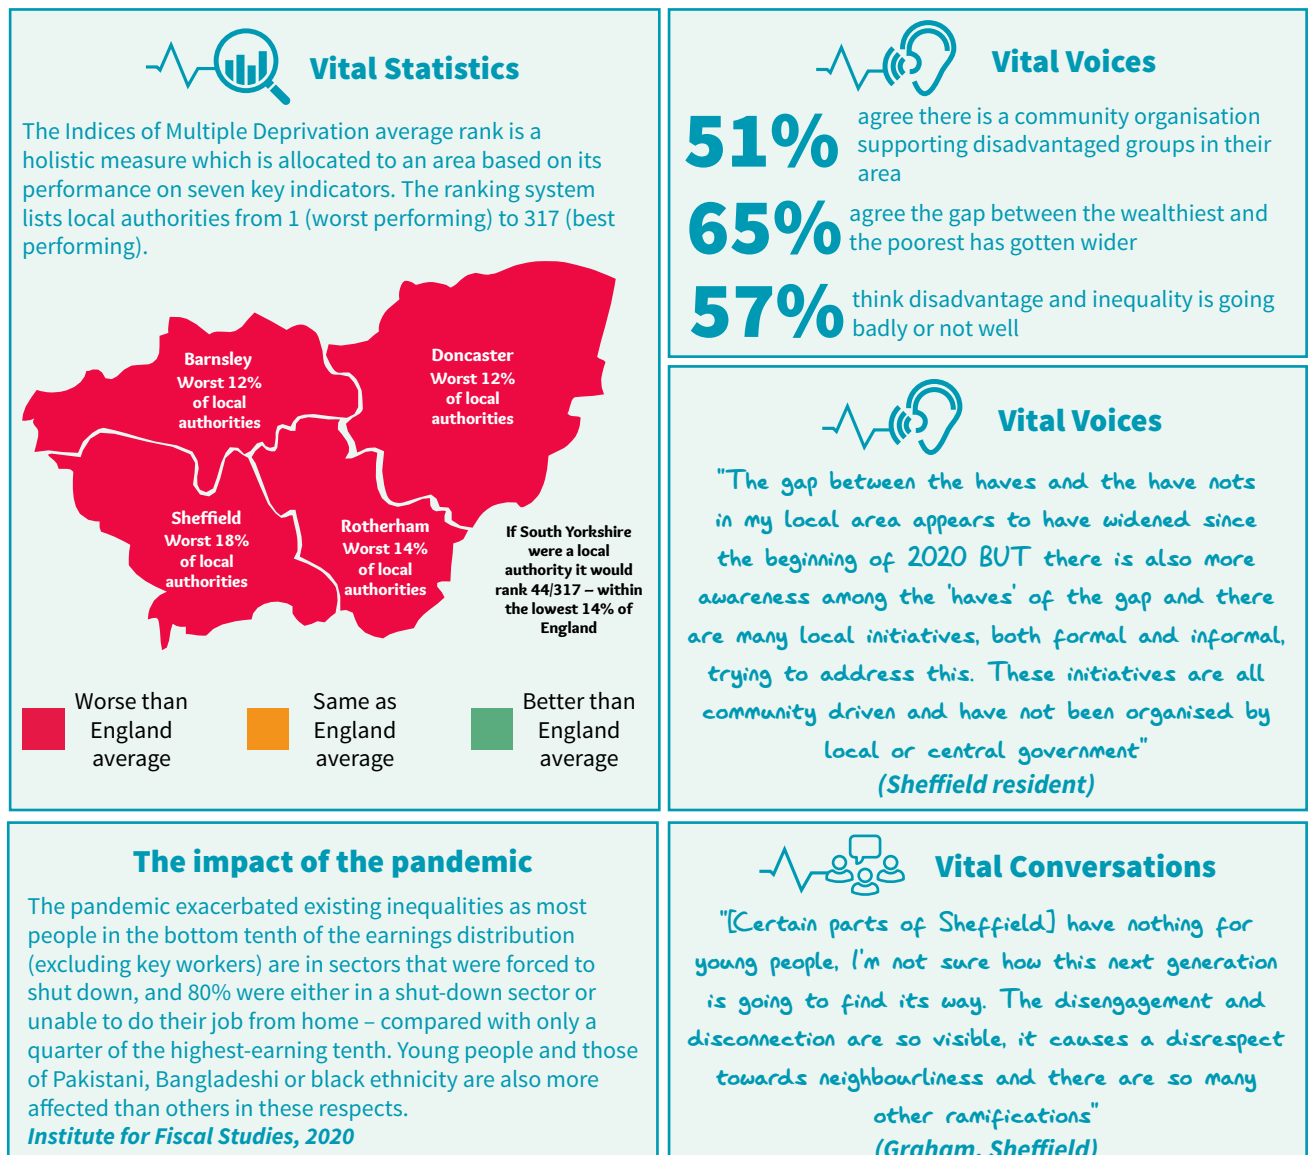 Vital Statistics
The Indices of Multiple Deprivation average rank is a
holistic measure which is allocated to an area based on its
performance on seven key indicators. The ranking system
lists local authorities from 1 (worst performing) to 317 (best
performing).
Barnsley
Worst 12%
of local
authorities
Doncaster
Worst 12%
of local
authorities
Sheffield
Worst 18%
of local
authorities
Rotherham
Worst 14%
of local
authorities
If South Yorkshire
were a local
authority it would
rank 44/317 – within
the lowest 14% of
England
Worse than
England
average
Same as
England
average
Better than
England
average
Vital Voices
51%
agree there is a community organisation
supporting disadvantaged groups in their
area
65%
agree the gap between the wealthiest and
the poorest has gotten wider
57%
think disadvantage and inequality is going
badly or not well
Vital Voices
"The gap between the haves and the have nots
in my local area appears to have widened since
the beginning of 2020 BUT there is also more
awareness among the 'haves' of the gap and there
are many local initiatives, both formal and informal,
trying to address this. These initiatives are all
community driven and have not been organised by
local or central government"
(Sheffield resident)
The impact of the pandemic
The pandemic exacerbated existing inequalities as most
people in the bottom tenth of the earnings distribution
(excluding key workers) are in sectors that were forced to
shut down, and 80% were either in a shut-down sector or
unable to do their job from home – compared with only a
quarter of the highest-earning tenth. Young people and those
of Pakistani, Bangladeshi or black ethnicity are also more
affected than others in these respects.
Institute for Fiscal Studies, 2020
Vital Conversations
"[Certain parts of Sheffield] have nothing for
young people, I'm not sure how this next generation
is going to find its way. The disengagement and
disconnection are so visible, it causes a disrespect
towards neighbourliness and there are so many
other ramifications"
(Graham, Sheffield)